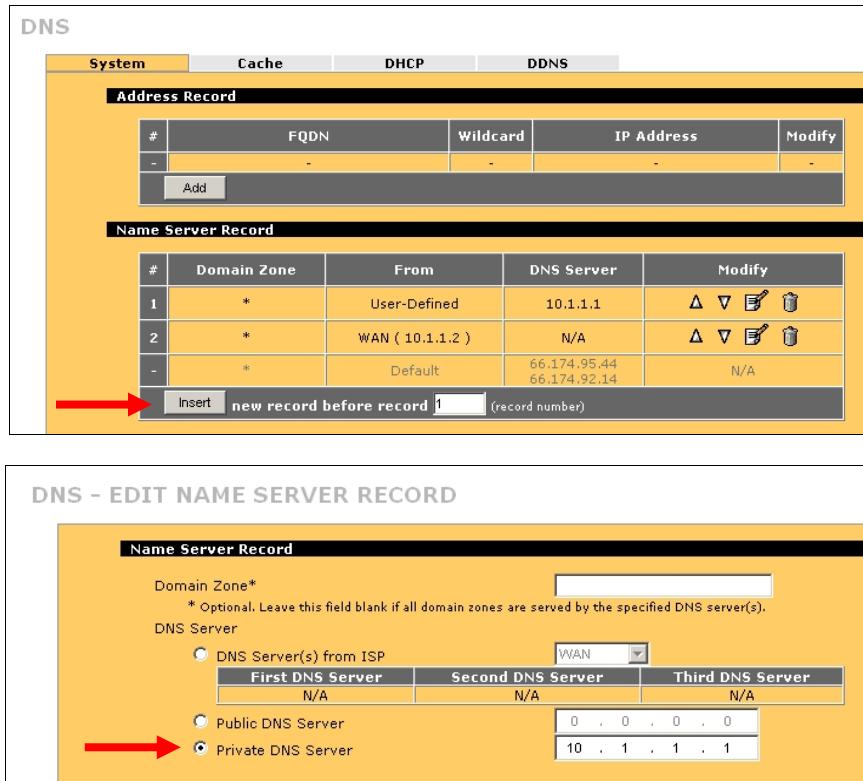 DNS
System Cache DHCP DDNS
Address Record
# FQDN Wildcard IP Address Modify
- - - - -
Add
Name Server Record
# Domain Zone From DNS Server Modify
1 * User-Defined 10.1.1.1
2 * WAN ( 10.1.1.2 ) N/A
- * Default 66.174.95.44 N/A
66.174.92.14
Insert new record before record 1 (record number)
DNS - EDIT NAME SERVER RECORD
Name Server Record
Domain Zone*
* Optional. Leave this field blank if all domain zones are served by the specified DNS server(s).
DNS Server
DNS Server(s) from ISP WAN
First DNS Server Second DNS Server Third DNS Server
N/A N/A N/A
Public DNS Server 0 . 0 . 0 . 0
Private DNS Server 10 . 1 . 1 . 1